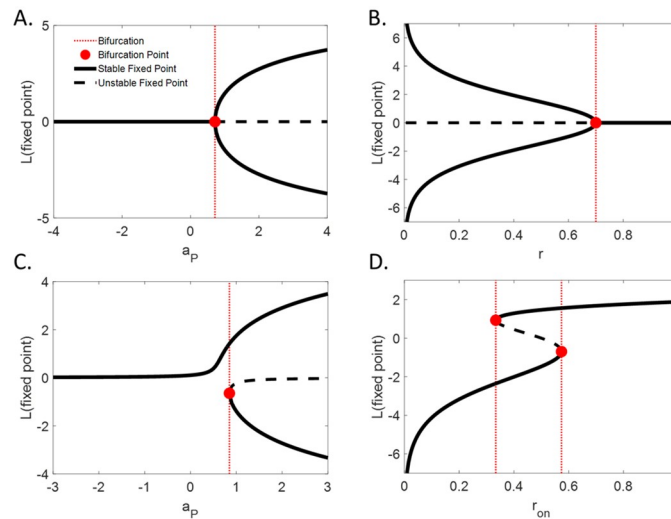 A.
5
0
-5
L(fixed point)
Bifurcation
Bifurcation Point
Stable Fixed Point
Unstable Fixed Point
-4 -2 0 2 4
a_P
B.
6
4
2
0
-2
-4
-6
L(fixed point)
0 0.2 0.4 0.6 0.8
r
C.
4
2
0
-2
-4
L(fixed point)
-3 -2 -1 0 1 2 3
a_P
D.
2
0
-2
-4
-6
L(fixed point)
0 0.2 0.4 0.6 0.8
r_on